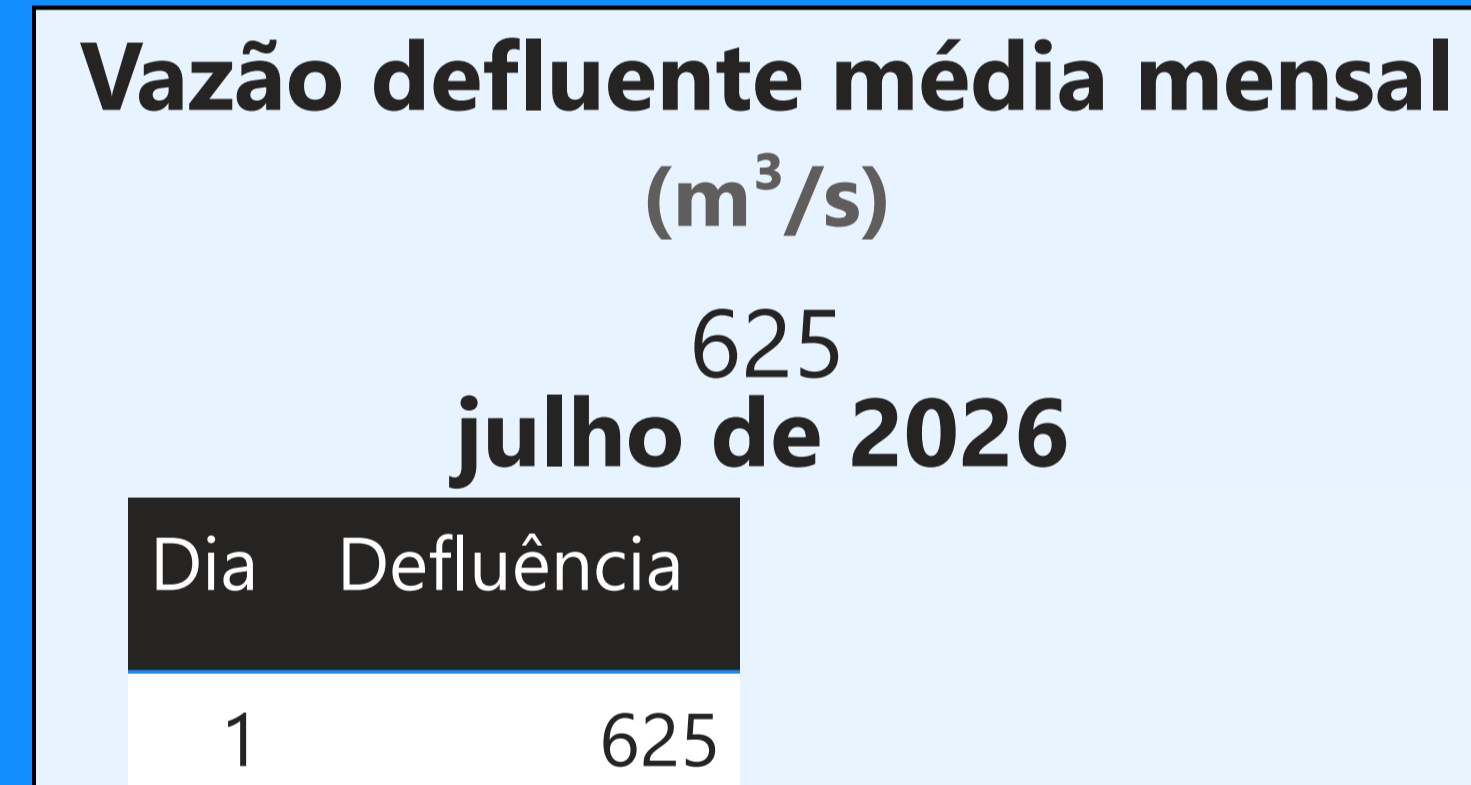 Vazão defluente média mensal
(m³/s)
625
julho de 2026
Dia Defluência
1 625